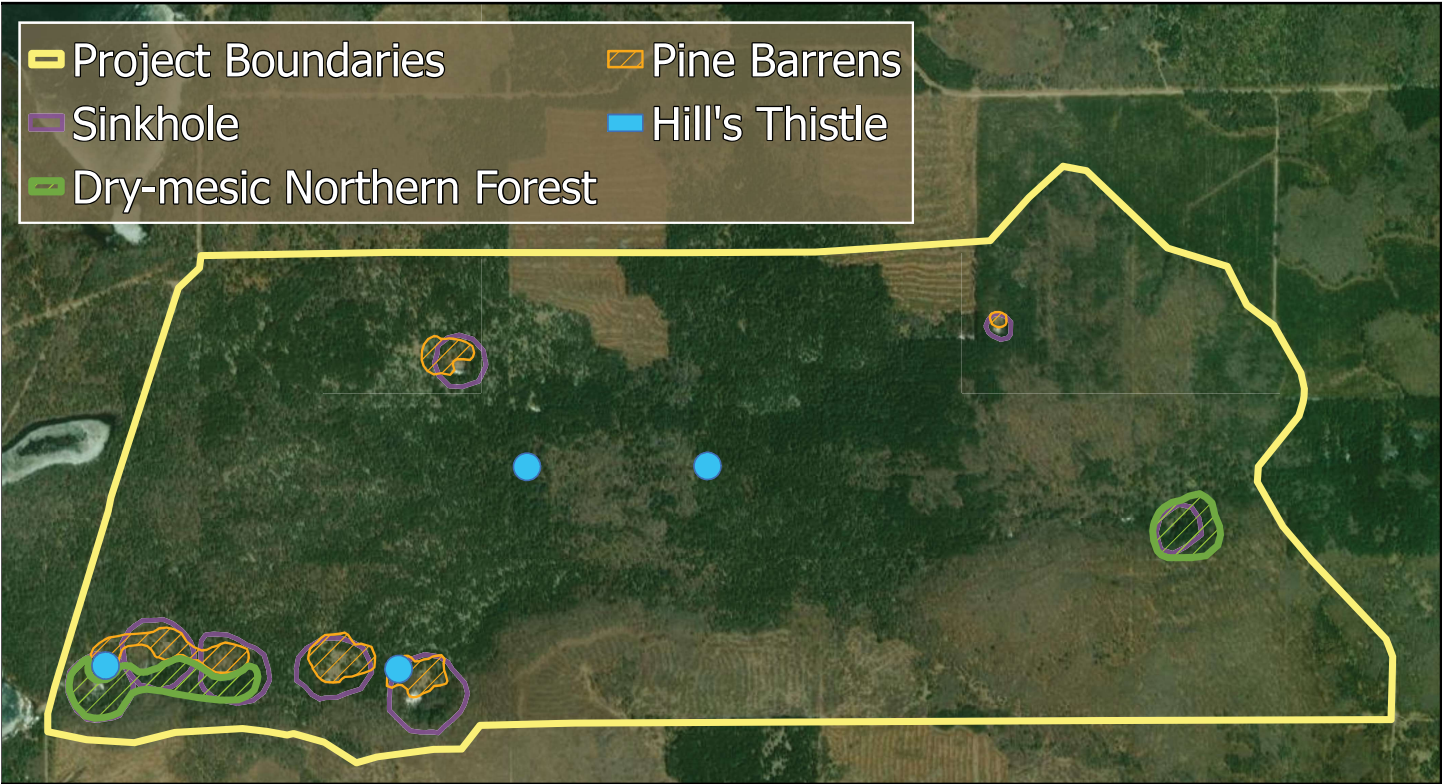 Project Boundaries
Pine Barrens
Sinkhole
Hill's Thistle
Dry-mesic Northern Forest